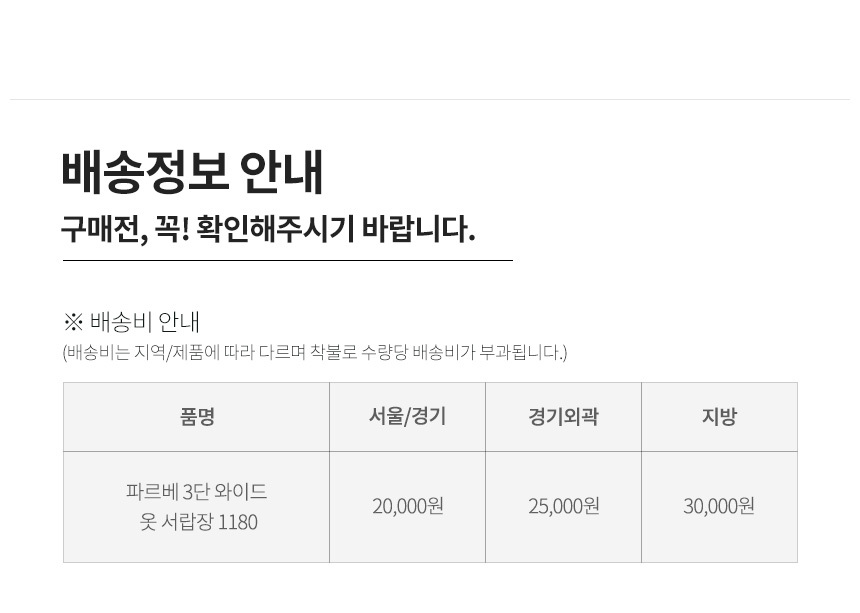 배송정보 안내
구매전, 꼭! 확인해주시기 바랍니다.
※ 배송비 안내
(배송비는 지역/제품에 따라 다르며 착불로 수량당 배송비가 부과됩니다.)
품명 서울/경기 경기외곽 지방
파르베 3단 와이드
옷 서랍장 1180 20,000원 25,000원 30,000원